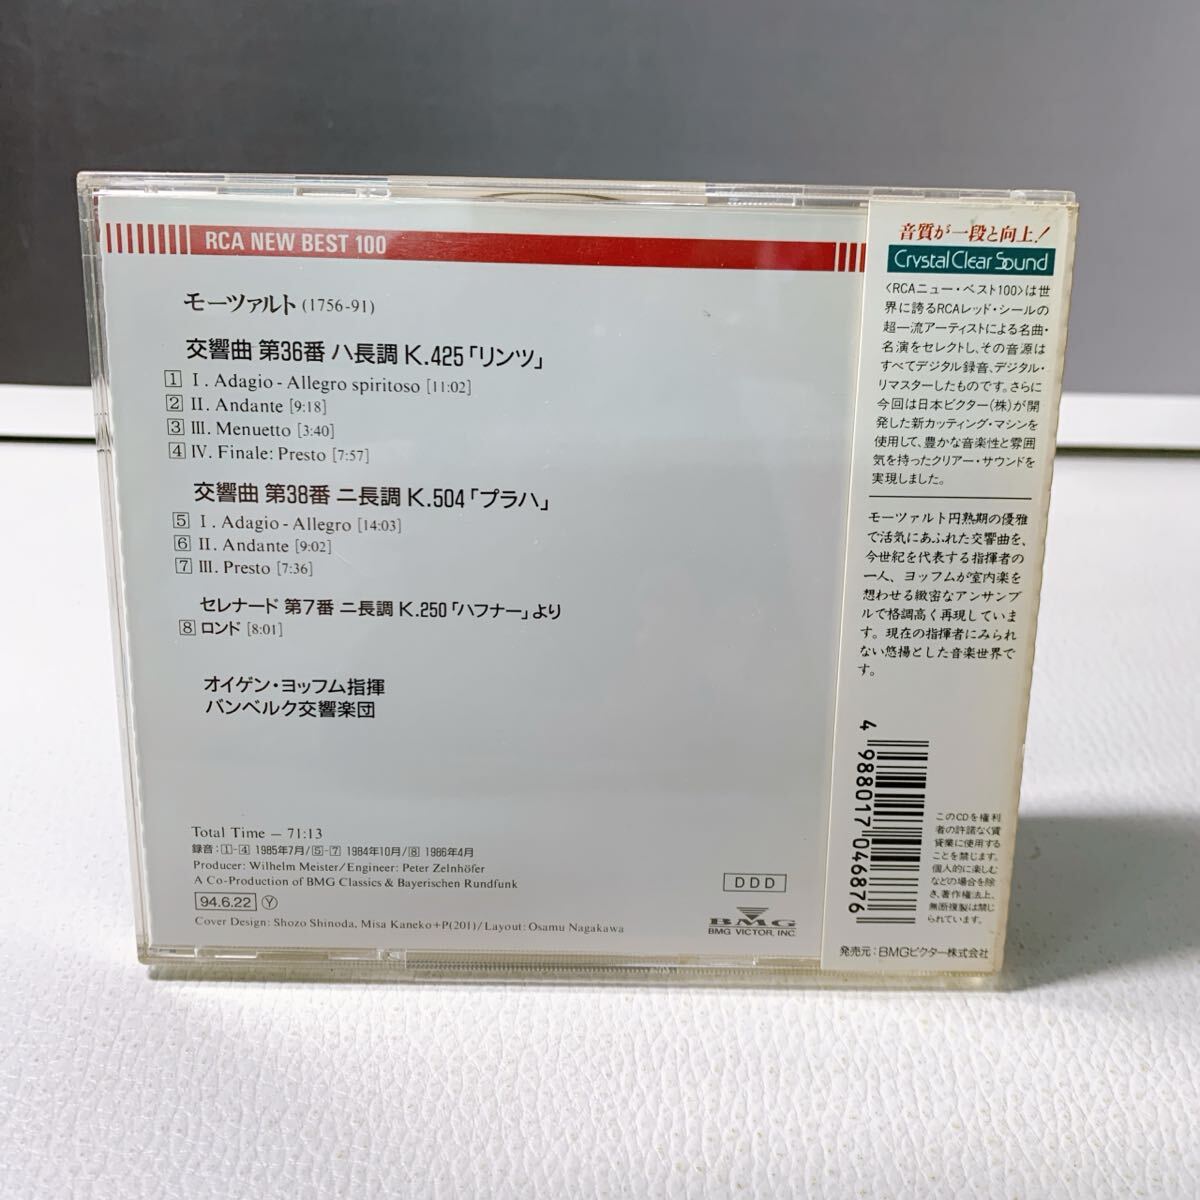 RCA NEW BEST 100
モーツァルト (1756-91)
交響曲 第36番 ハ長調 K.425「リンツ」
1 I. Adagio - Allegro spiritoso [11:02]
2 II. Andante [9:18]
3 III. Menuetto [3:40]
4 IV. Finale: Presto [7:57]
交響曲 第38番 ニ長調 K.504「プラハ」
5 I. Adagio - Allegro [14:03]
6 II. Andante [9:02]
7 III. Presto [7:36]
セレナード 第7番 ニ長調 K.250「ハフナー」より
8 ロンド [8:01]
オイゲン・ヨッフム指揮
バンベルク交響楽団
Total Time — 71:13
録音：1-4 1985年7月/5-7 1984年10月/8 1986年4月
Producer: Wilhelm Meister/Engineer: Peter Zelnhöfer
A Co-Production of BMG Classics & Bayerischen Rundfunk
94.6.22 Y
Cover Design: Shozo Shinoda, Misa Kaneko+P(201)/Layout: Osamu Nagakawa
DDD
BMG
BMG VICTOR, INC.
音質が一段と向上!
Crystal Clear Sound
〈RCAニュー・ベスト100〉は世
界に誇るRCAレッド・シールの
超一流アーティストによる名曲・
名演をセレクトし、その音源は
すべてデジタル録音、デジタル・
リマスターしたものです。さらに
今回は日本ビクター(株)が開
発した新カッティング・マシンを
使用して、豊かな音楽性と雰囲
気を持ったクリアー・サウンドを
実現しました。
モーツァルト円熟期の優雅
で活気にあふれた交響曲を、
今世紀を代表する指揮者の
一人、ヨッフムが室内楽を
想わせる緻密なアンサンブ
ルで格調高く再現していま
す。現在の指揮者にみられ
ない悠揚とした音楽世界で
す。
4 988017 046876
このCDを権利
者の許諾なく賃
貸業に使用する
ことを禁じます。
個人的に楽しむ
などの場合を除
き、著作権法上、
無断複製は禁じ
られています。
発売元：BMGビクター株式会社